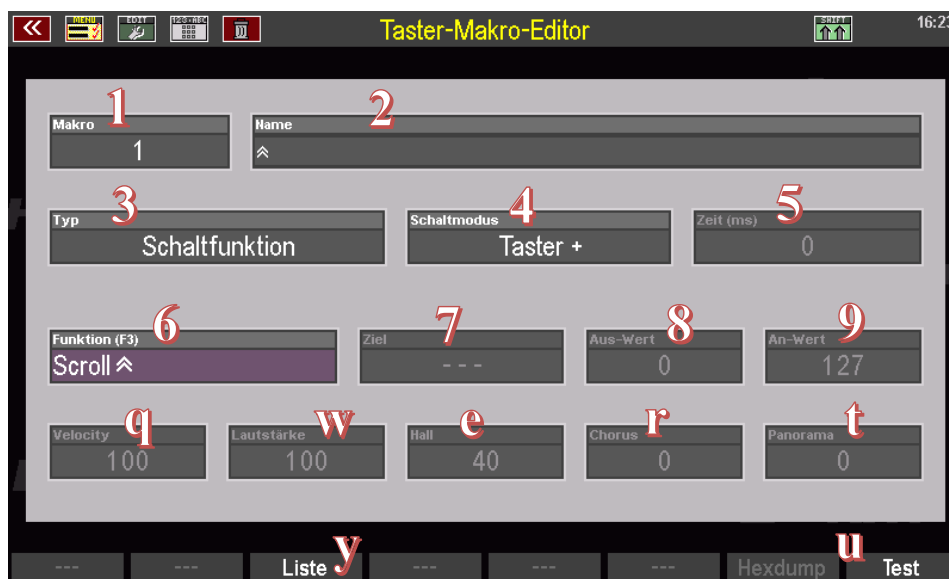 MENU EDIT 123·ABC Taster-Makro-Editor SHIFT 16:23
1 2
Makro Name
1
3 4 5
Typ Schaltmodus Zeit (ms)
Schaltfunktion Taster + 0
6 7 8 9
Funktion (F3) Ziel Aus-Wert An-Wert
Scroll --- 0 127
q w e r t
Velocity Lautstärke Hall Chorus Panorama
100 100 40 0 0
y u
--- --- Liste --- --- --- Hexdump Test